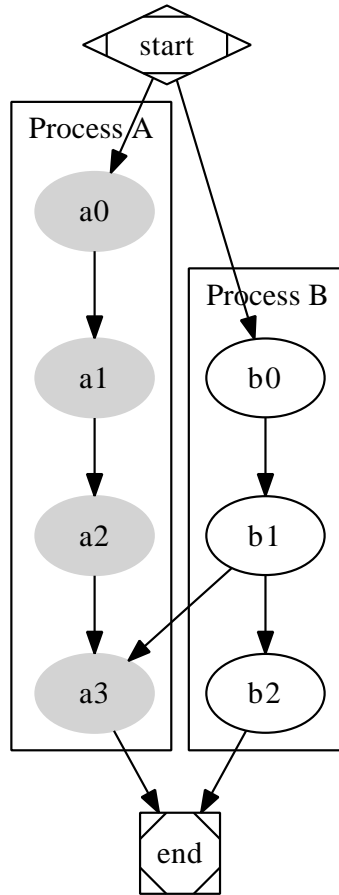 start
Process A
a0
Process B
a1
b0
a2
b1
a3
b2
end